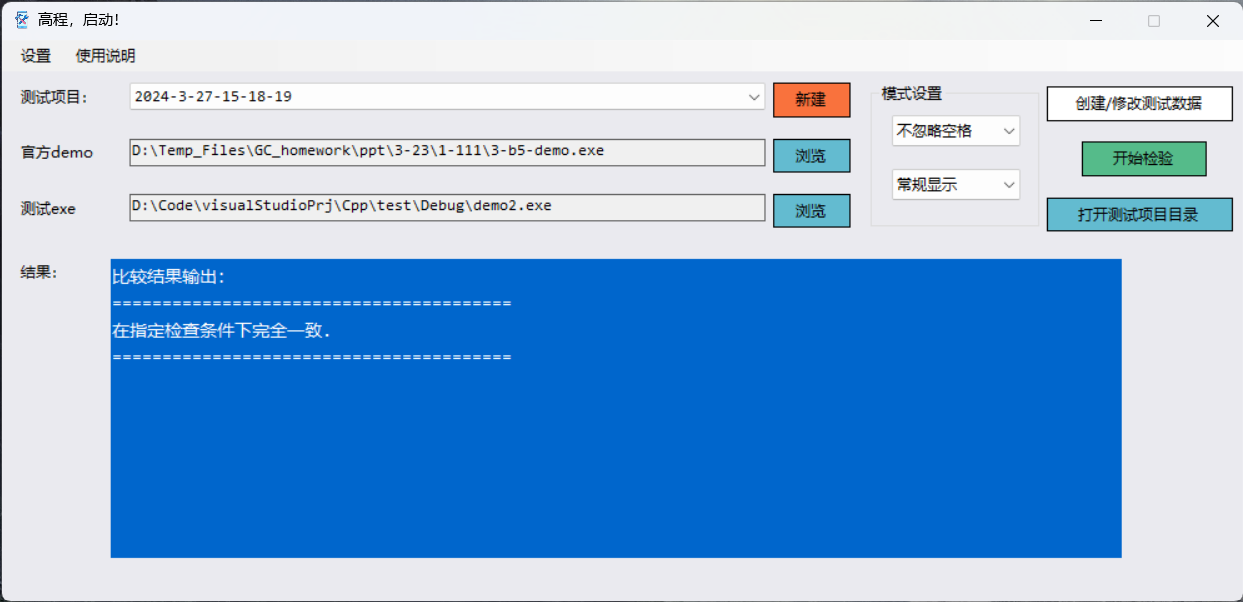 高程，启动！
设置 使用说明
测试项目： 2024-3-27-15-18-19 新建
官方demo D:\Temp_Files\GC_homework\ppt\3-23\1-111\3-b5-demo.exe 浏览
测试exe D:\Code\visualStudioPrj\Cpp\test\Debug\demo2.exe 浏览
模式设置
不忽略空格
常规显示
创建/修改测试数据
开始检验
打开测试项目目录
结果：
比较结果输出：
========================================
在指定检查条件下完全一致.
========================================